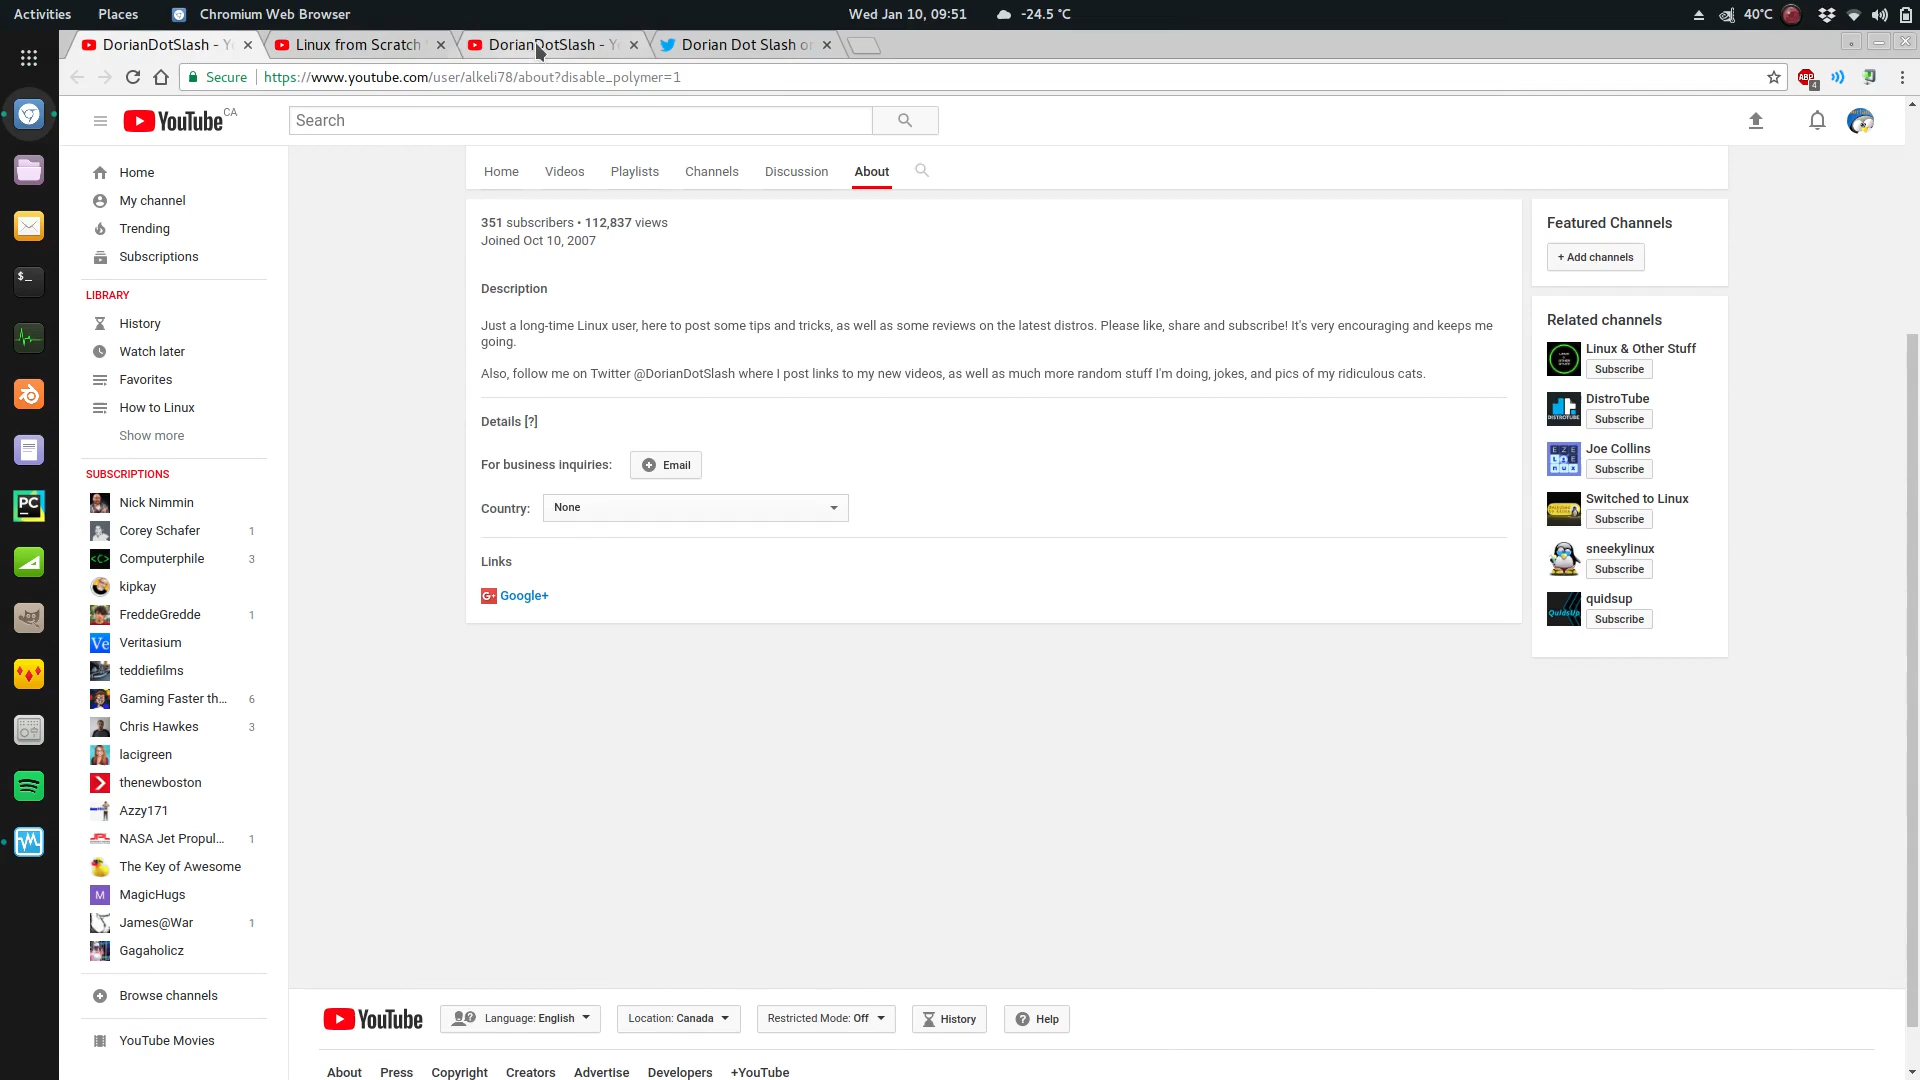 Activities Places Chromium Web Browser Wed Jan 10, 09:51 -24.5 °C 40°C
DorianDotSlash - Y Linux from Scratch DorianDotSlash - Y Dorian Dot Slash o
Secure https://www.youtube.com/user/alkeli78/about?disable_polymer=1 ABP 4
YouTube CA Search
Home
My channel
Trending
Subscriptions
LIBRARY
History
Watch later
Favorites
How to Linux
Show more
SUBSCRIPTIONS
Nick Nimmin
Corey Schafer 1
Computerphile 3
kipkay
FreddeGredde 1
Veritasium
teddiefilms
Gaming Faster th... 6
Chris Hawkes 3
lacigreen
thenewboston
Azzy171
NASA Jet Propul... 1
The Key of Awesome
MagicHugs
James@War 1
Gagaholicz
Browse channels
YouTube Movies
Home Videos Playlists Channels Discussion About
351 subscribers • 112,837 views
Joined Oct 10, 2007
Description
Just a long-time Linux user, here to post some tips and tricks, as well as some reviews on the latest distros. Please like, share and subscribe! It's very encouraging and keeps me
going.
Also, follow me on Twitter @DorianDotSlash where I post links to my new videos, as well as much more random stuff I'm doing, jokes, and pics of my ridiculous cats.
Details [?]
For business inquiries: Email
Country: None
Links
G+ Google+
Featured Channels
+ Add channels
Related channels
Linux & Other Stuff
Subscribe
DistroTube
Subscribe
Joe Collins
Subscribe
Switched to Linux
Subscribe
sneekylinux
Subscribe
quidsup
Subscribe
YouTube Language: English Location: Canada Restricted Mode: Off History Help
About Press Copyright Creators Advertise Developers +YouTube